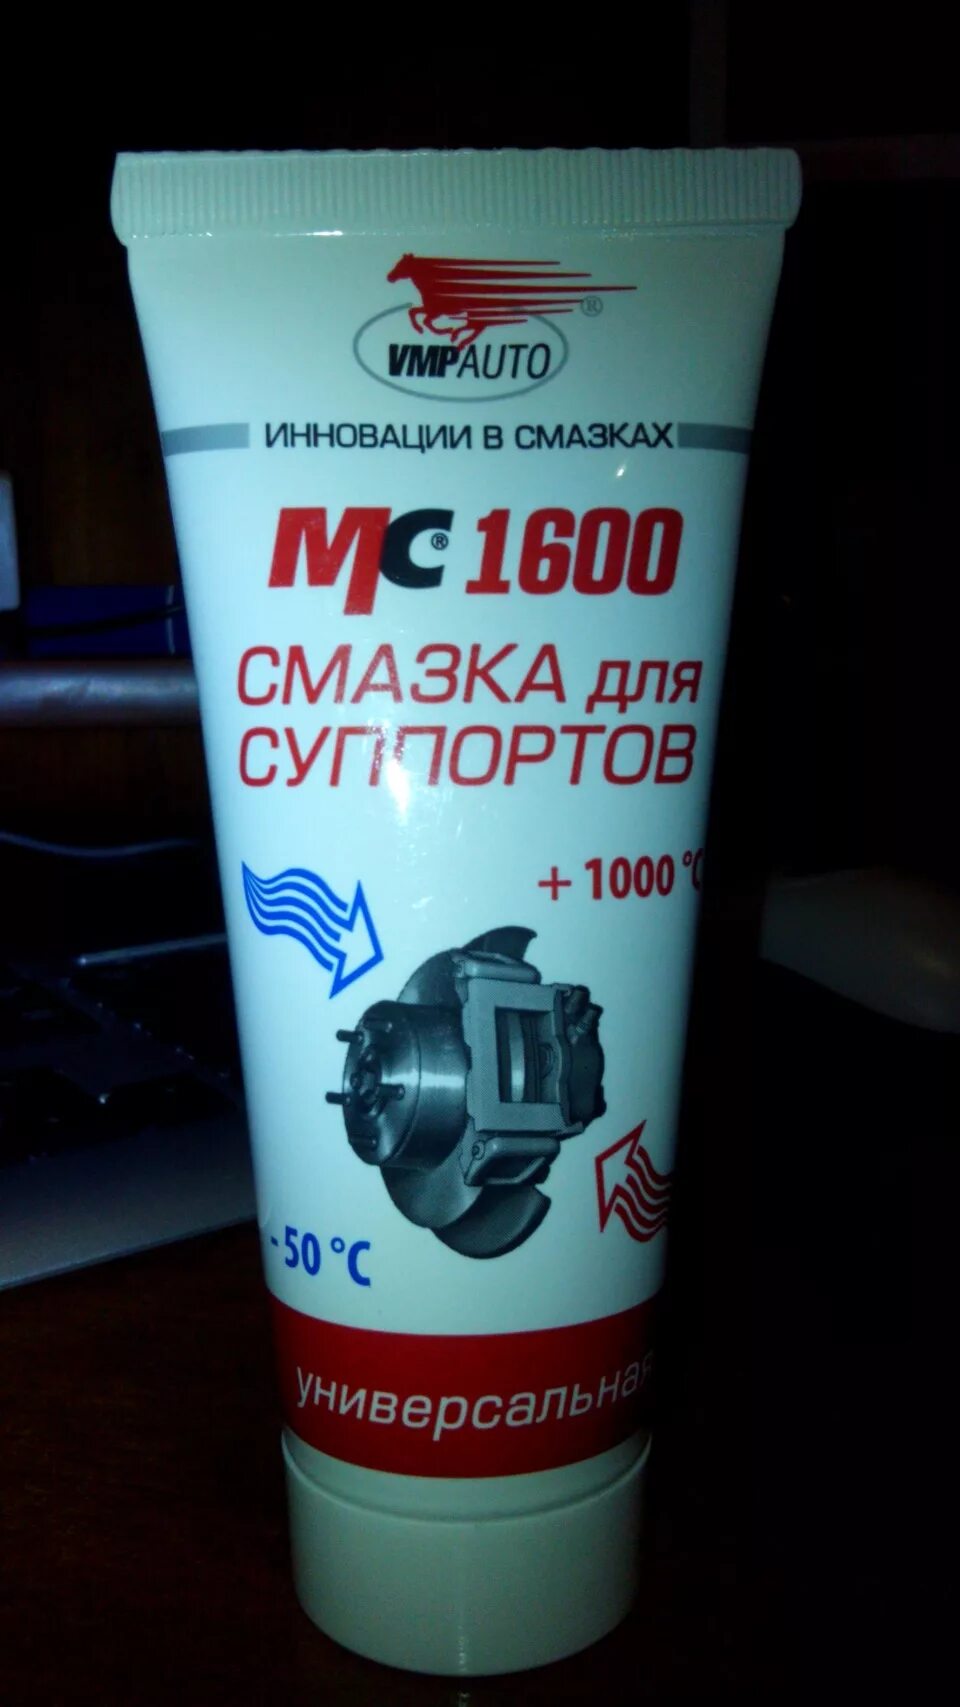 VMPAUTO ®
ИННОВАЦИИ В СМАЗКАХ
МС® 1600
СМАЗКА для
СУППОРТОВ
+ 1000 °C
- 50 °C
универсальная